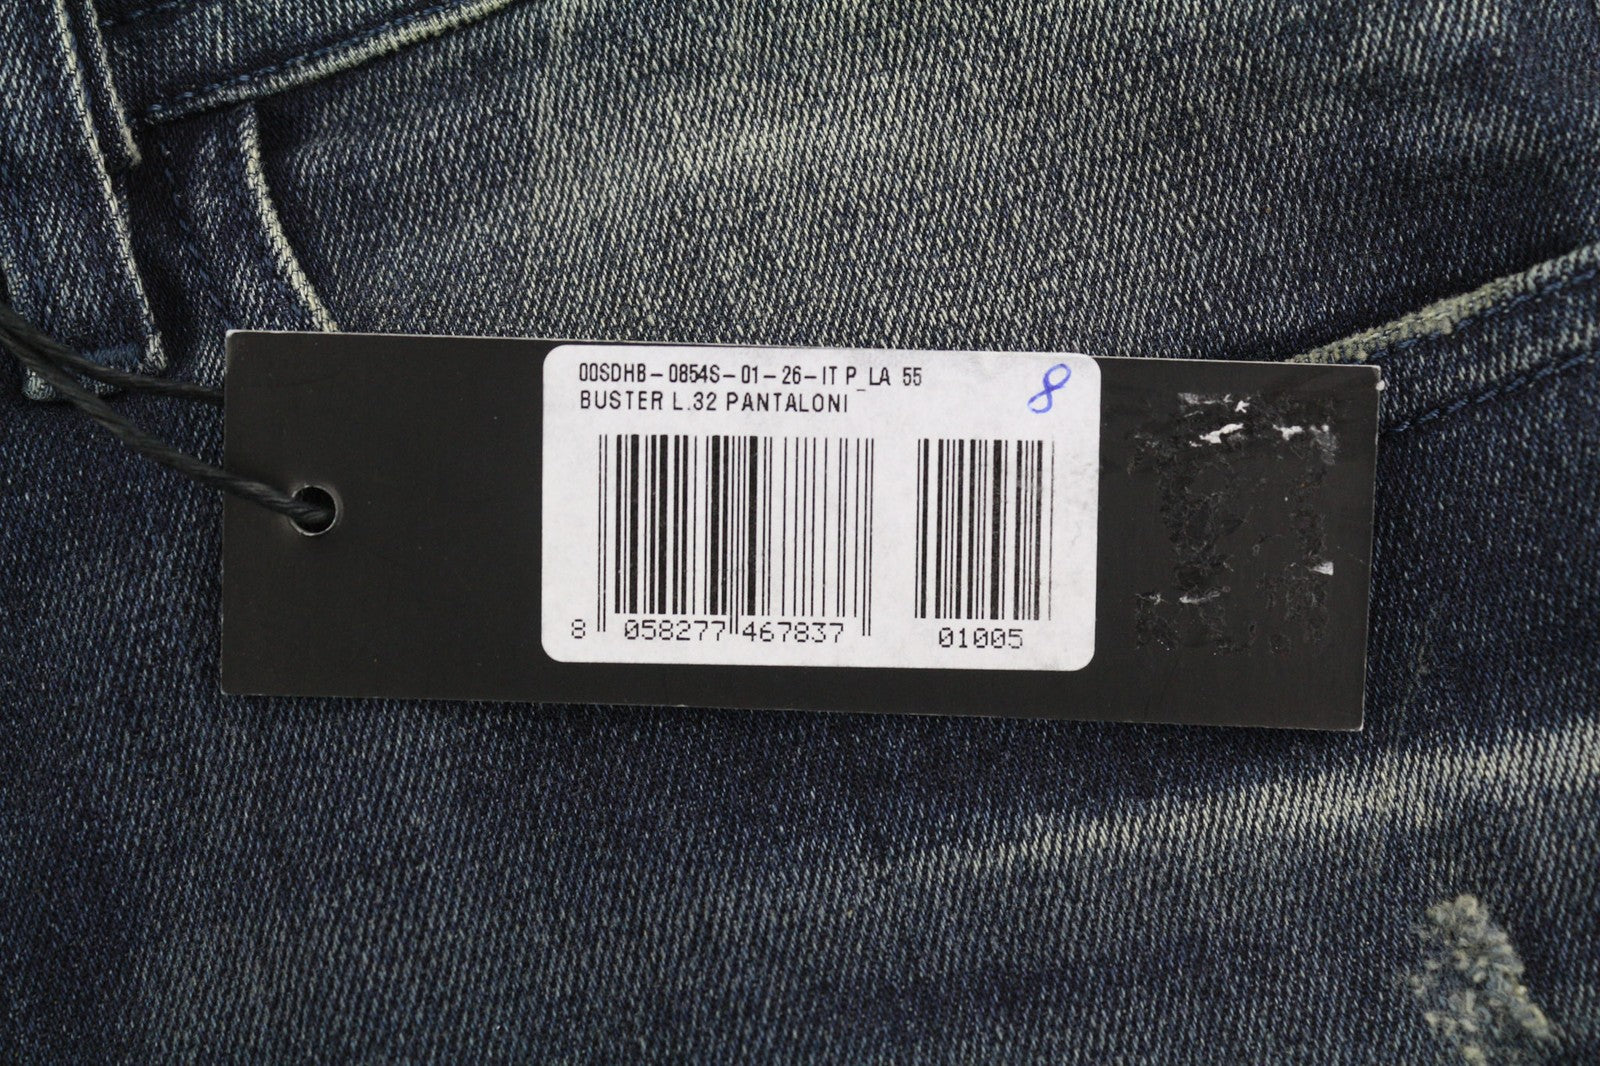 00SDHB-0854S-01-26-IT P_LA 55
BUSTER L.32 PANTALONI
8
8 058277 467837
01005